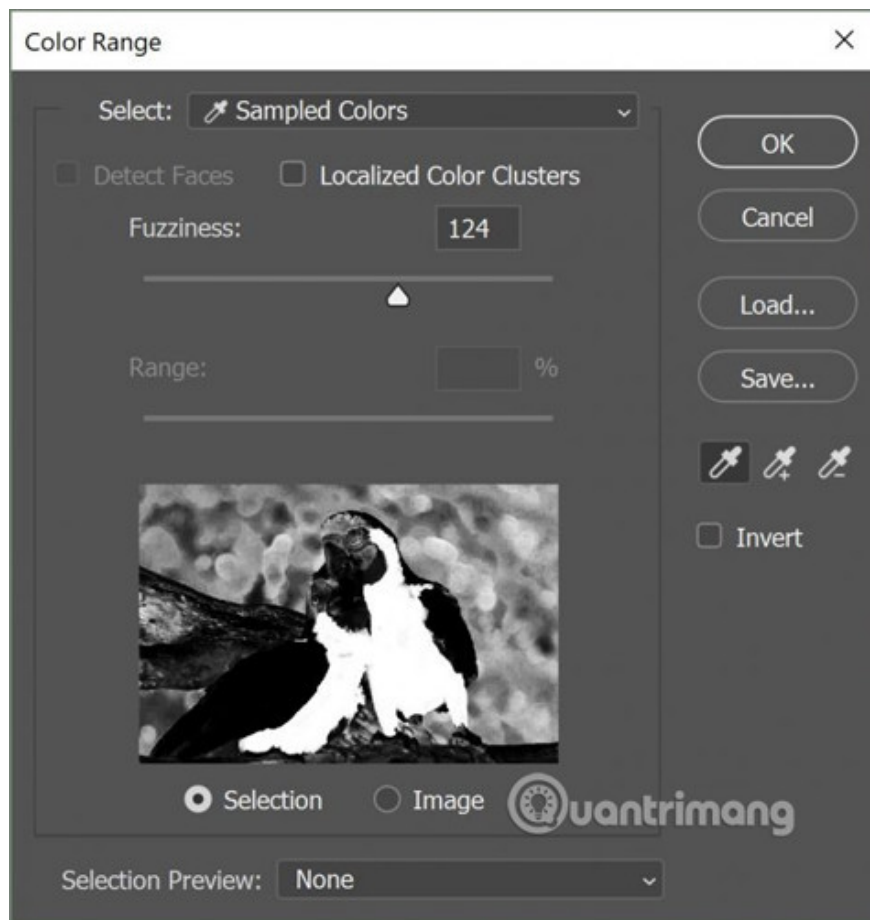 Color Range
Select: Sampled Colors
Detect Faces Localized Color Clusters
Fuzziness: 124
Range: %
Selection Image
Selection Preview: None
OK
Cancel
Load...
Save...
Invert
Quantrimang